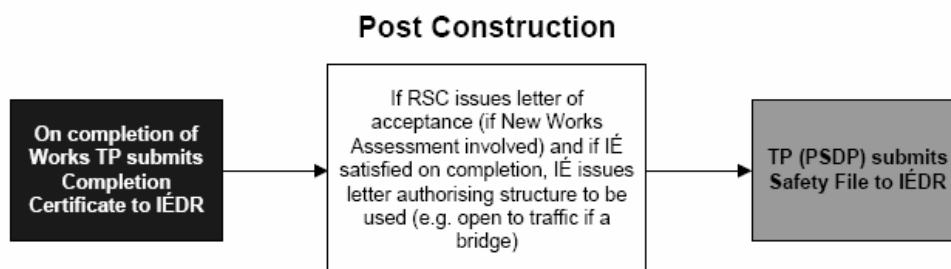 Post Construction
On completion of
Works TP submits
Completion
Certificate to IÉDR
If RSC issues letter of
acceptance (if New Works
Assessment involved) and if IÉ
satisfied on completion, IÉ issues
letter authorising structure to be
used (e.g. open to traffic if a
bridge)
TP (PSDP) submits
Safety File to IÉDR